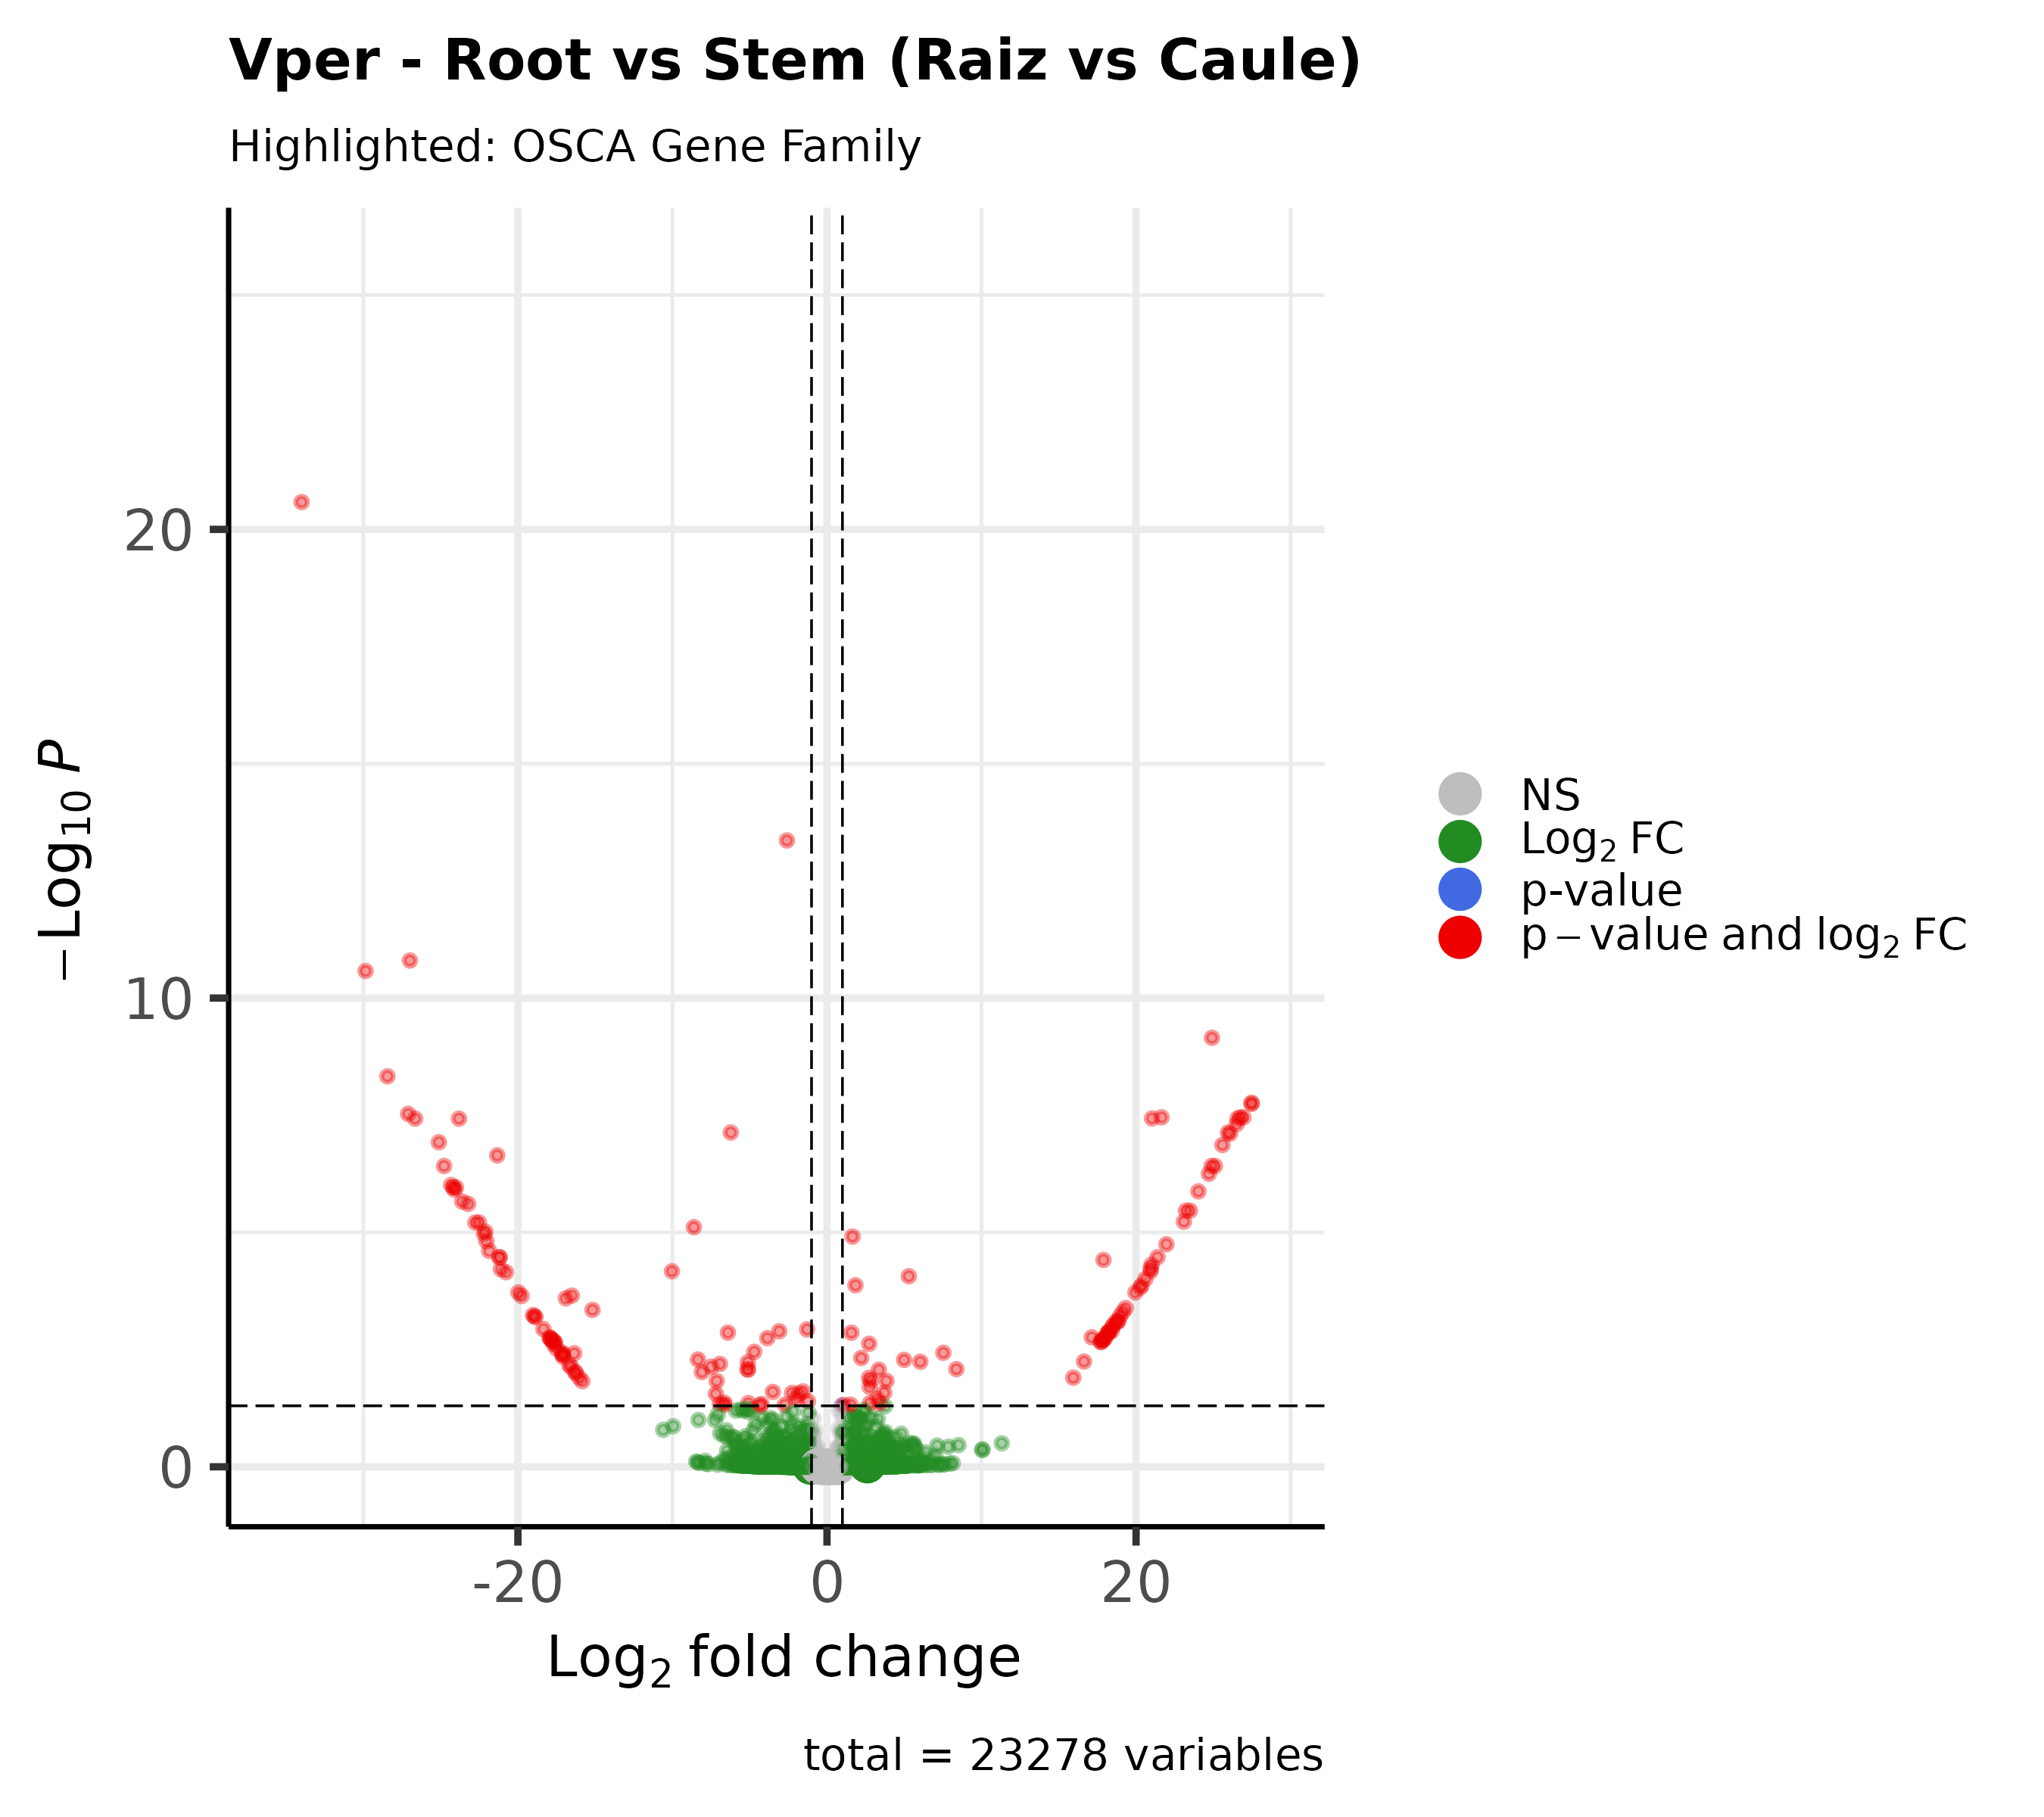 Vper - Root vs Stem (Raiz vs Caule)
Highlighted: OSCA Gene Family
−Log₁₀ P
20
10
0
-20 0 20
Log₂ fold change
NS
Log₂ FC
p-value
p−value and log₂ FC
total = 23278 variables